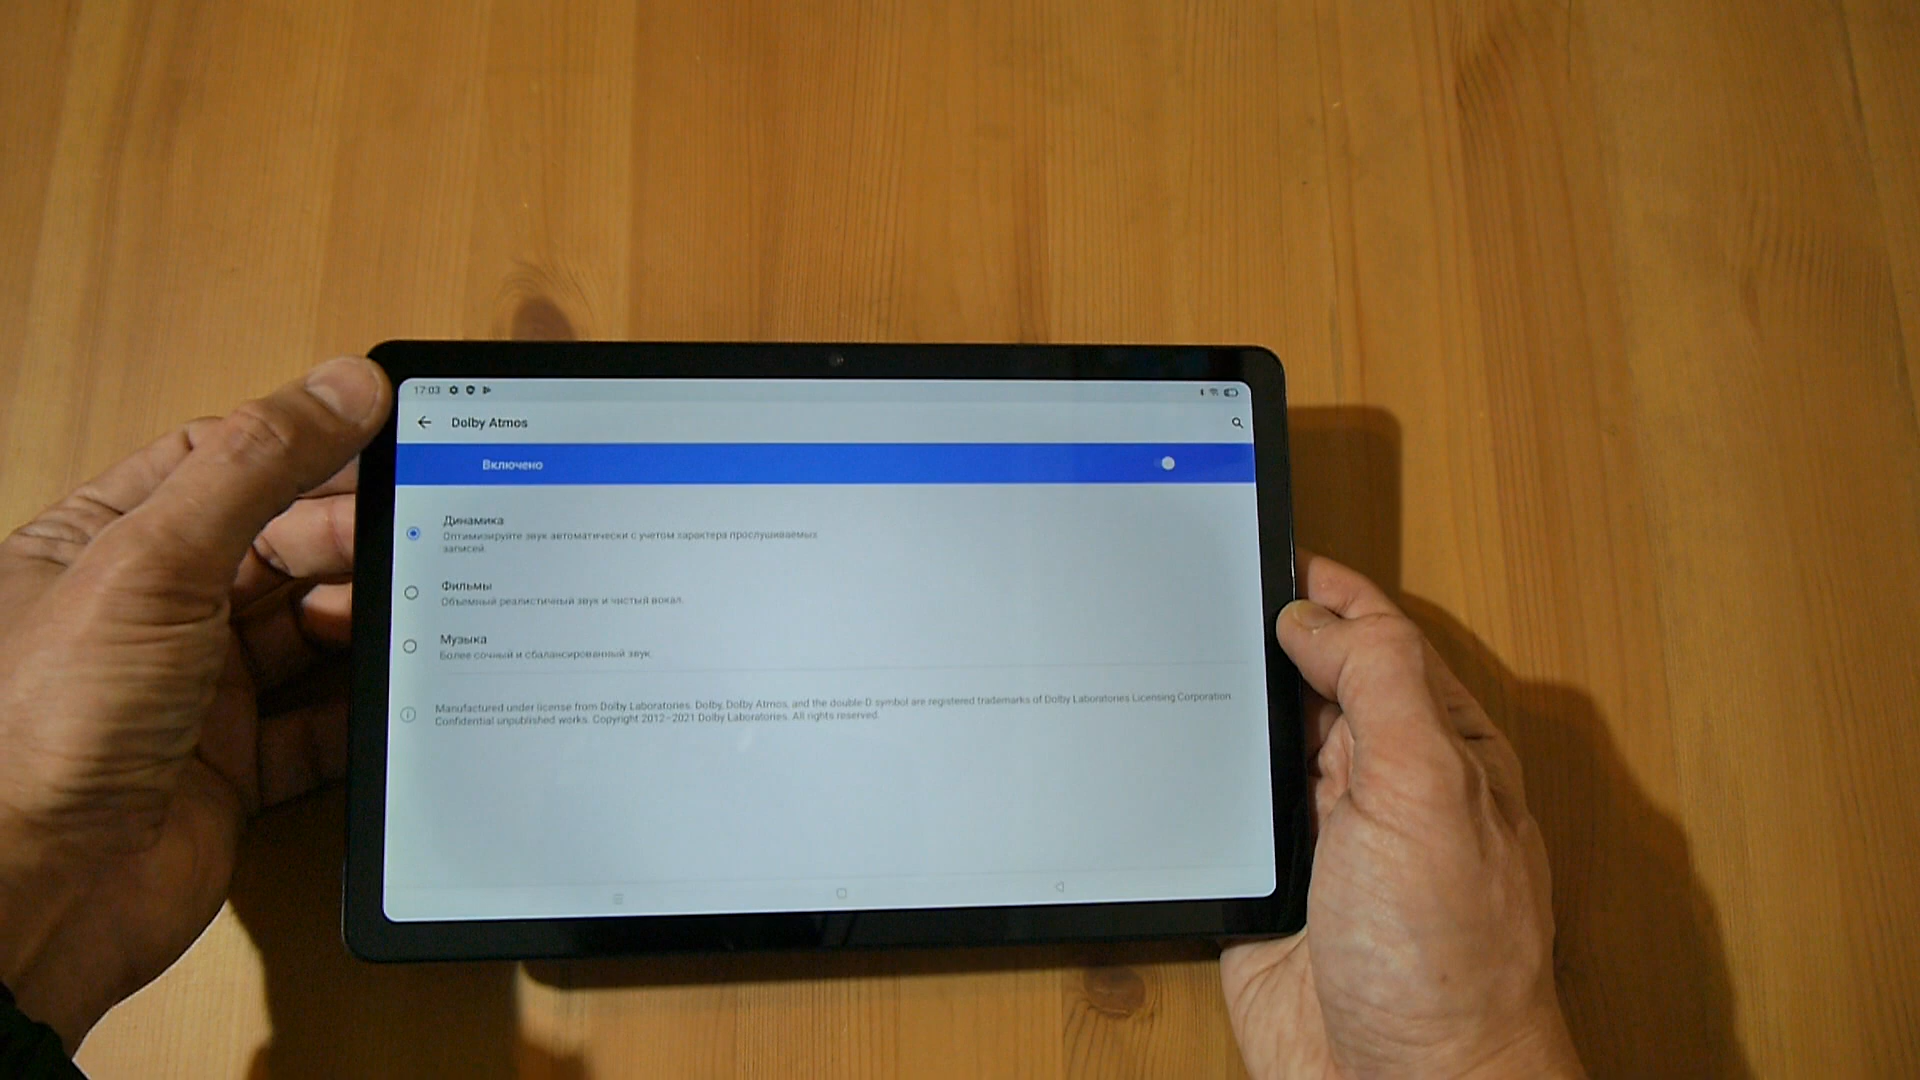 17:03
Dolby Atmos
Включено
Динамика
Оптимизируйте звук автоматически с учетом характера прослушиваемых
записей.
Фильмы
Объемный реалистичный звук и чистый вокал.
Музыка
Более сочный и сбалансированный звук.
Manufactured under license from Dolby Laboratories. Dolby, Dolby Atmos, and the double-D symbol are registered trademarks of Dolby Laboratories Licensing Corporation.
Confidential unpublished works. Copyright 2012–2021 Dolby Laboratories. All rights reserved.